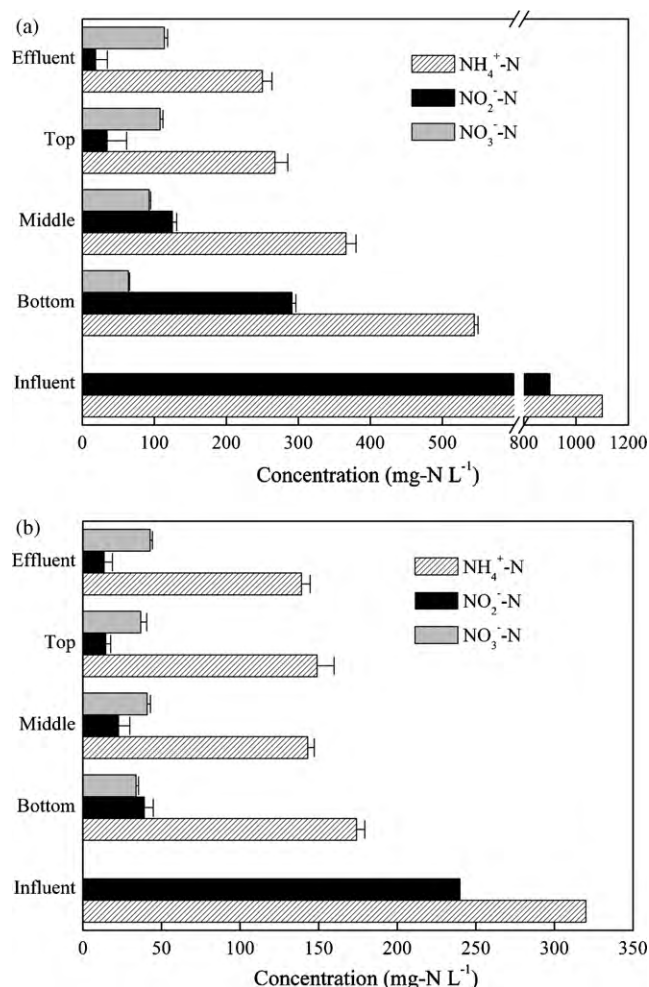 (a)
Effluent
Top
Middle
Bottom
Influent
NH₄⁺-N
NO₂⁻-N
NO₃⁻-N
0 100 200 300 400 500 800 1000 1200
Concentration (mg-N L⁻¹)
(b)
Effluent
Top
Middle
Bottom
Influent
NH₄⁺-N
NO₂⁻-N
NO₃⁻-N
0 50 100 150 200 250 300 350
Concentration (mg-N L⁻¹)